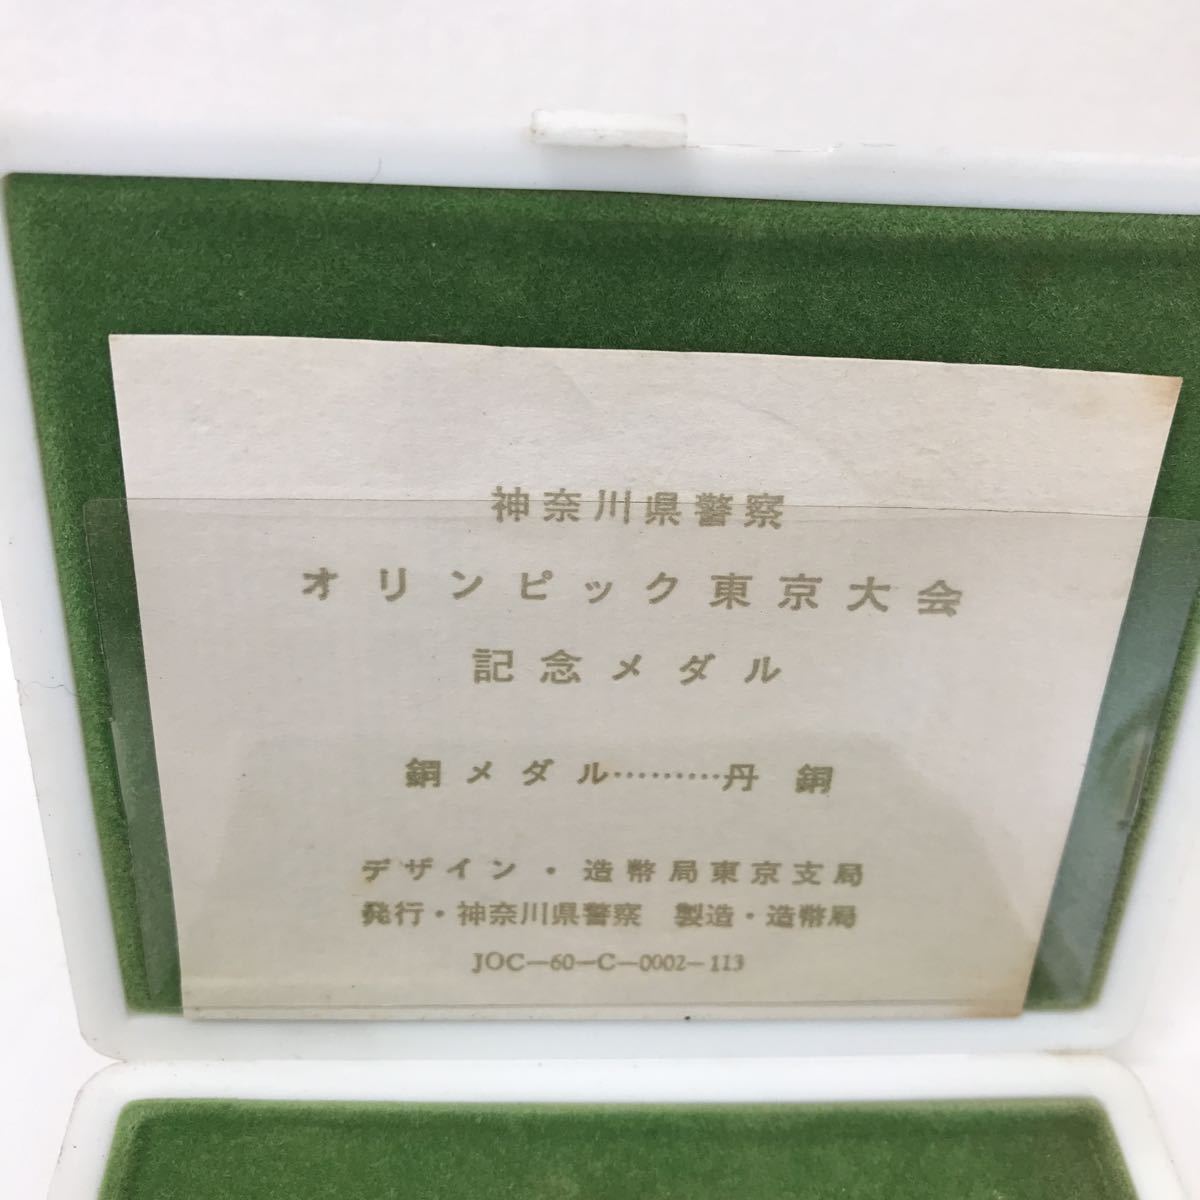 神奈川県警察
オリンピック東京大会
記念メダル
銅メダル………丹銅
デザイン・造幣局東京支局
発行・神奈川県警察　製造・造幣局
JOC—60—C—0002—113